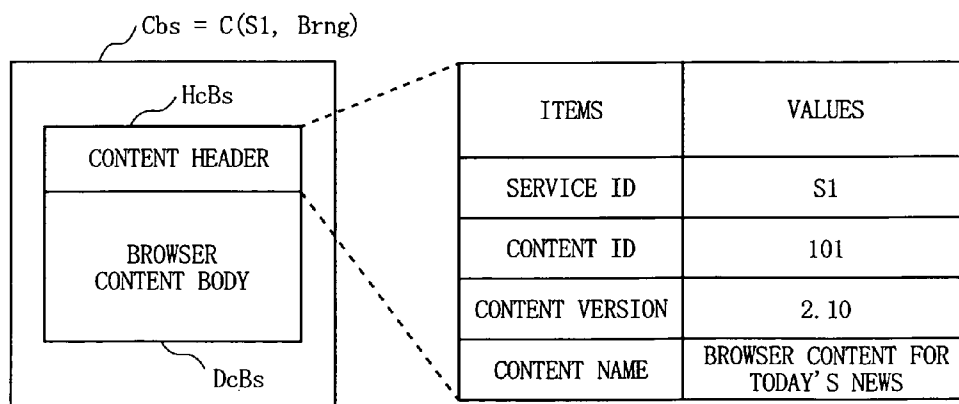 Cbs = C(S1, Brng)
HcBs
CONTENT HEADER
BROWSER
CONTENT BODY
DcBs
ITEMS VALUES
SERVICE ID S1
CONTENT ID 101
CONTENT VERSION 2.10
CONTENT NAME BROWSER CONTENT FOR
TODAY'S NEWS